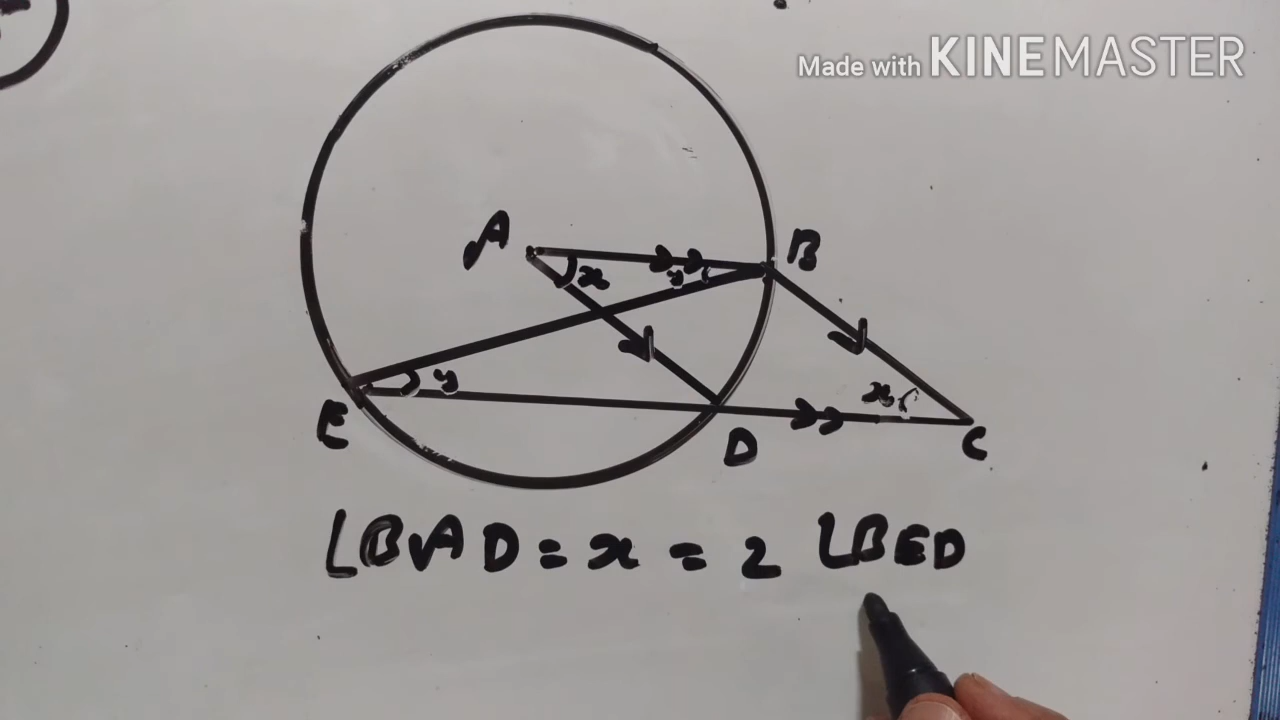 Made with KINEMASTER
A
B
x
y
E
y
x
D
C
∠BAD = x = 2 ∠BED